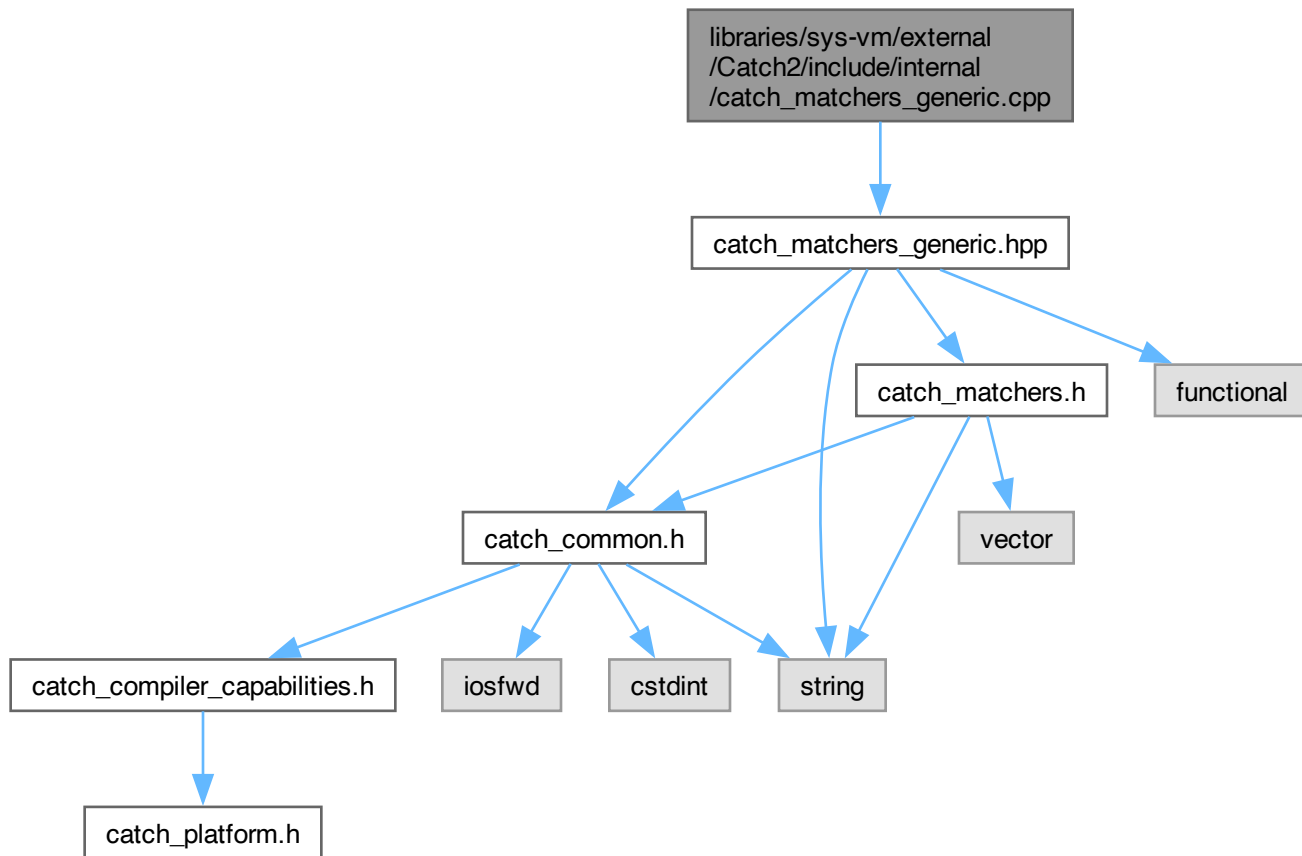 libraries/sys-vm/external
/Catch2/include/internal
/catch_matchers_generic.cpp
catch_matchers_generic.hpp
catch_matchers.h
functional
catch_common.h
vector
catch_compiler_capabilities.h
iosfwd
cstdint
string
catch_platform.h